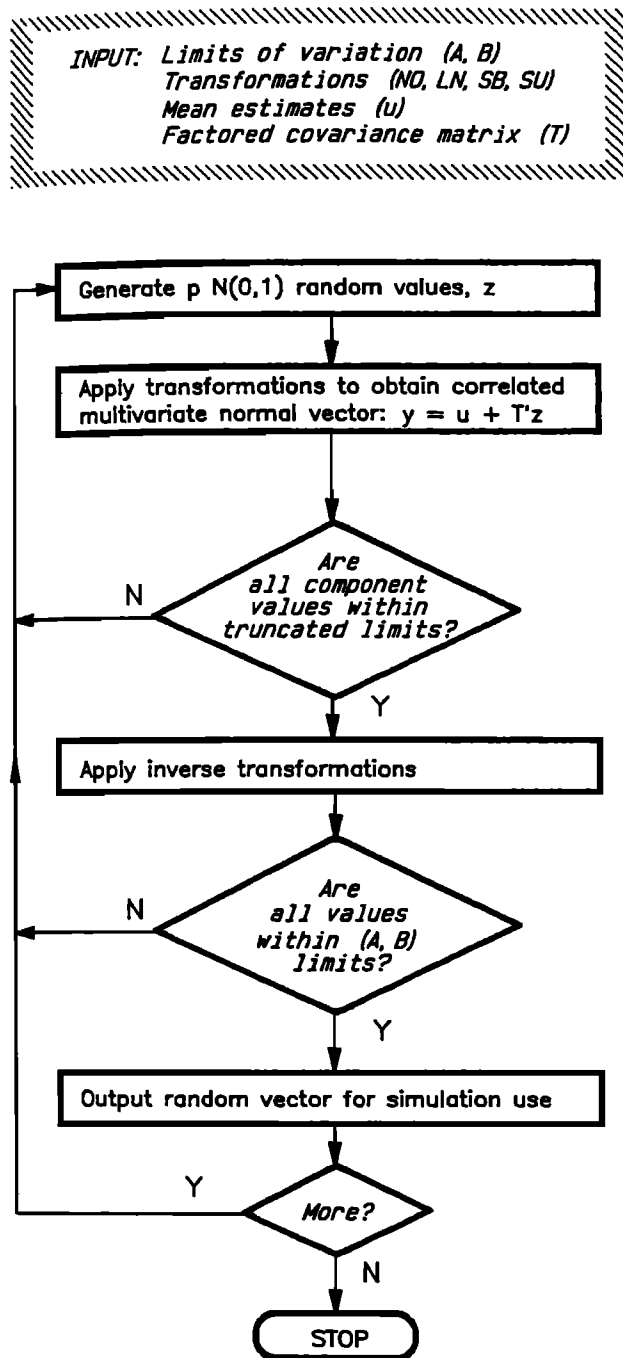 INPUT: Limits of variation (A, B)
Transformations (NO, LN, SB, SU)
Mean estimates (u)
Factored covariance matrix (T)
Generate p N(0,1) random values, z
Apply transformations to obtain correlated
multivariate normal vector: y = u + T'z
Are
all component
values within
truncated limits?
N
Y
Apply inverse transformations
Are
all values
within (A, B)
limits?
N
Y
Output random vector for simulation use
More?
Y
N
STOP